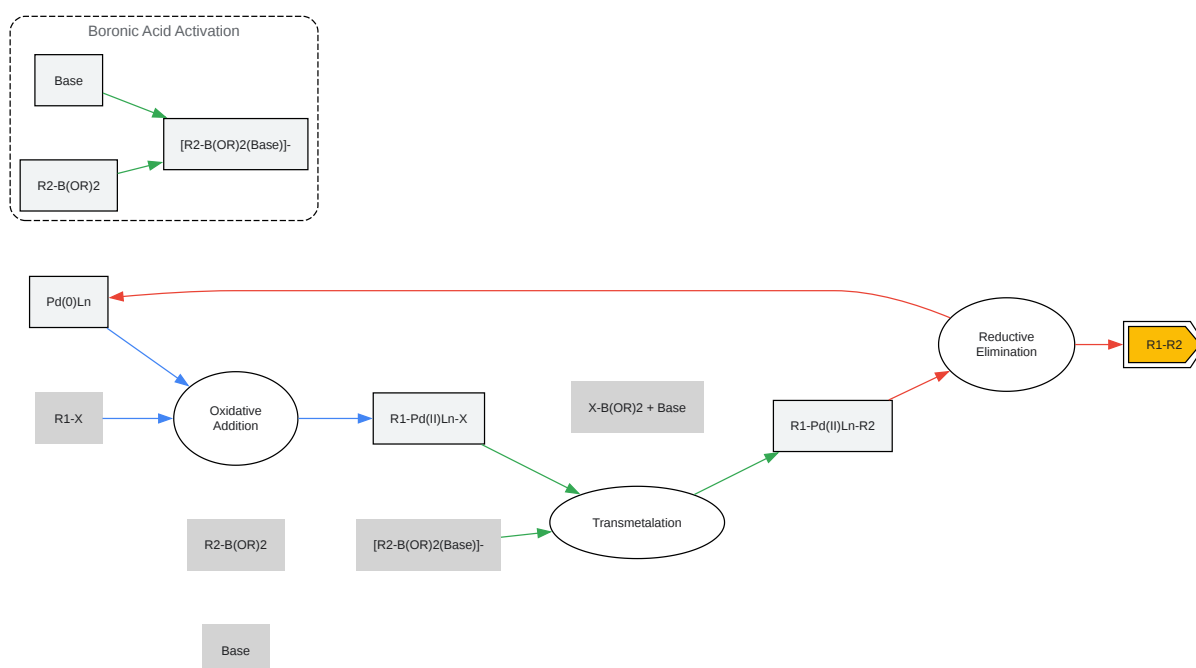 Boronic Acid Activation
Base
[R2-B(OR)2(Base)]-
R2-B(OR)2
Pd(0)Ln
Reductive
Elimination
R1-R2
R1-X
Oxidative
Addition
R1-Pd(II)Ln-X
X-B(OR)2 + Base
R1-Pd(II)Ln-R2
Transmetalation
R2-B(OR)2
[R2-B(OR)2(Base)]-
Base